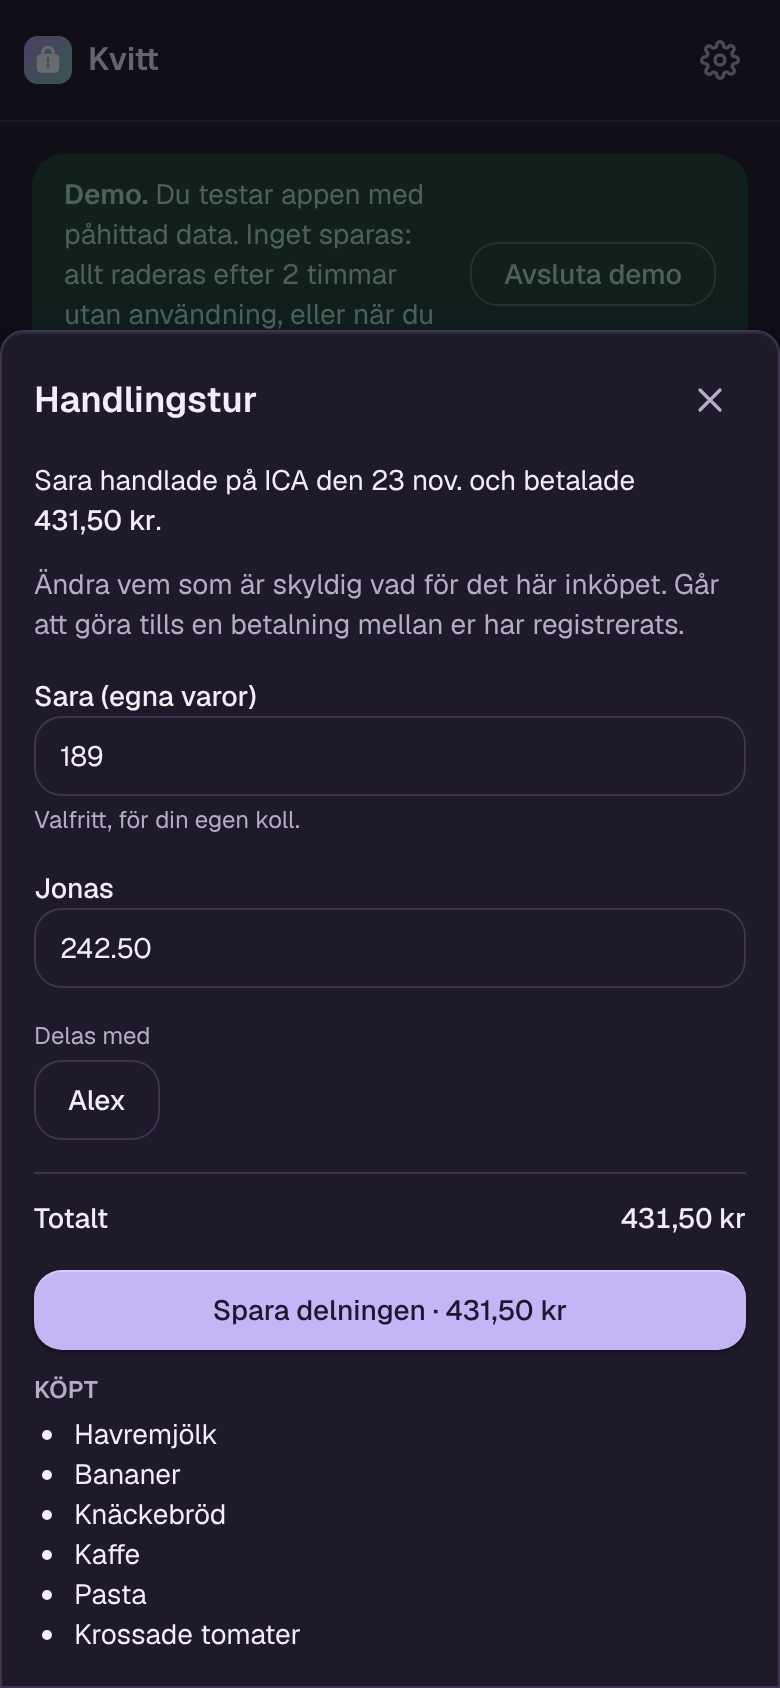 Kvitt
Demo. Du testar appen med
påhittad data. Inget sparas:
allt raderas efter 2 timmar
utan användning, eller när du
Avsluta demo
Handlingstur
Sara handlade på ICA den 23 nov. och betalade
431,50 kr.
Ändra vem som är skyldig vad för det här inköpet. Går
att göra tills en betalning mellan er har registrerats.
Sara (egna varor)
189
Valfritt, för din egen koll.
Jonas
242.50
Delas med
Alex
Totalt 431,50 kr
Spara delningen · 431,50 kr
KÖPT
• Havremjölk
• Bananer
• Knäckebröd
• Kaffe
• Pasta
• Krossade tomater